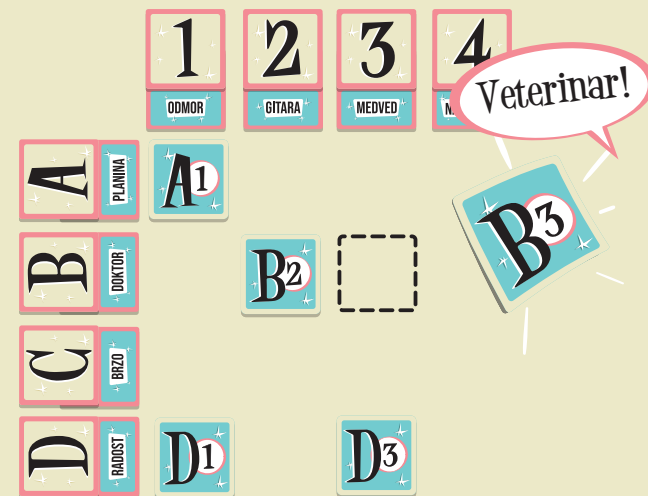 1 2 3 4
ODMOR GITARA MEDVED
Veterinar!
A PLANINA A1
B3
B DOKTOR B2
C BRZO
D RADOST D1 D3